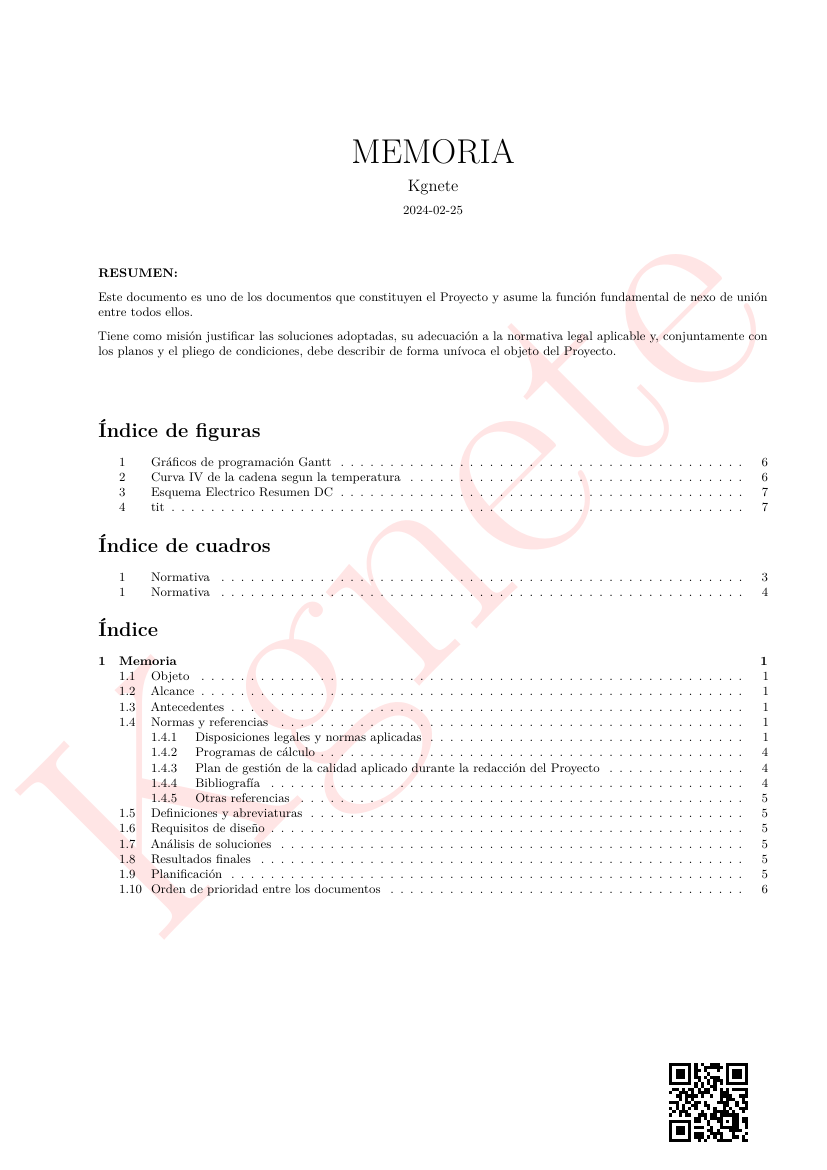 MEMORIA
Kgnete
2024-02-25
RESUMEN:
Este documento es uno de los documentos que constituyen el Proyecto y asume la función fundamental de nexo de unión
entre todos ellos.
Tiene como misión justificar las soluciones adoptadas, su adecuación a la normativa legal aplicable y, conjuntamente con
los planos y el pliego de condiciones, debe describir de forma unívoca el objeto del Proyecto.
Índice de figuras
1 Gráficos de programación Gantt . . . . . . . . . . . . . . . . . . . . . . . . . . . . . . . . . . . . . . . . . 6
2 Curva IV de la cadena segun la temperatura . . . . . . . . . . . . . . . . . . . . . . . . . . . . . . . . . . 6
3 Esquema Electrico Resumen DC . . . . . . . . . . . . . . . . . . . . . . . . . . . . . . . . . . . . . . . . . 7
4 tit . . . . . . . . . . . . . . . . . . . . . . . . . . . . . . . . . . . . . . . . . . . . . . . . . . . . . . . . . . 7
Índice de cuadros
1 Normativa . . . . . . . . . . . . . . . . . . . . . . . . . . . . . . . . . . . . . . . . . . . . . . . . . . . . . 3
1 Normativa . . . . . . . . . . . . . . . . . . . . . . . . . . . . . . . . . . . . . . . . . . . . . . . . . . . . . 4
Índice
1 Memoria 1
1.1 Objeto . . . . . . . . . . . . . . . . . . . . . . . . . . . . . . . . . . . . . . . . . . . . . . . . . . . . . . . 1
1.2 Alcance . . . . . . . . . . . . . . . . . . . . . . . . . . . . . . . . . . . . . . . . . . . . . . . . . . . . . . . 1
1.3 Antecedentes . . . . . . . . . . . . . . . . . . . . . . . . . . . . . . . . . . . . . . . . . . . . . . . . . . . . 1
1.4 Normas y referencias . . . . . . . . . . . . . . . . . . . . . . . . . . . . . . . . . . . . . . . . . . . . . . . 1
1.4.1 Disposiciones legales y normas aplicadas . . . . . . . . . . . . . . . . . . . . . . . . . . . . . . . . 1
1.4.2 Programas de cálculo . . . . . . . . . . . . . . . . . . . . . . . . . . . . . . . . . . . . . . . . . . . 4
1.4.3 Plan de gestión de la calidad aplicado durante la redacción del Proyecto . . . . . . . . . . . . . . 4
1.4.4 Bibliografía . . . . . . . . . . . . . . . . . . . . . . . . . . . . . . . . . . . . . . . . . . . . . . . . 4
1.4.5 Otras referencias . . . . . . . . . . . . . . . . . . . . . . . . . . . . . . . . . . . . . . . . . . . . . 5
1.5 Definiciones y abreviaturas . . . . . . . . . . . . . . . . . . . . . . . . . . . . . . . . . . . . . . . . . . . . 5
1.6 Requisitos de diseño . . . . . . . . . . . . . . . . . . . . . . . . . . . . . . . . . . . . . . . . . . . . . . . . 5
1.7 Análisis de soluciones . . . . . . . . . . . . . . . . . . . . . . . . . . . . . . . . . . . . . . . . . . . . . . . 5
1.8 Resultados finales . . . . . . . . . . . . . . . . . . . . . . . . . . . . . . . . . . . . . . . . . . . . . . . . . 5
1.9 Planificación . . . . . . . . . . . . . . . . . . . . . . . . . . . . . . . . . . . . . . . . . . . . . . . . . . . . 5
1.10 Orden de prioridad entre los documentos . . . . . . . . . . . . . . . . . . . . . . . . . . . . . . . . . . . . 6
Kgnete